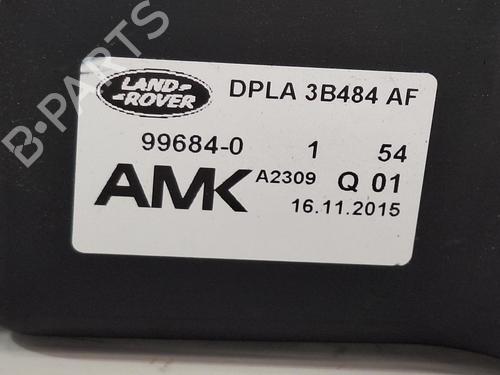 LAND-
-ROVER
DPLA 3B484 AF
99684-0 1 54
AMK A2309 Q 01
16.11.2015
B-PARTS